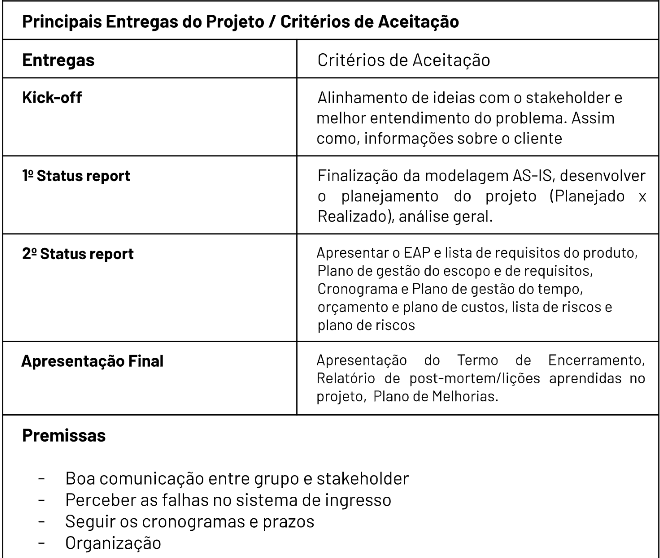 Principais Entregas do Projeto / Critérios de Aceitação
Entregas
Critérios de Aceitação
Kick-off
Alinhamento de ideias com o stakeholder e
melhor entendimento do problema. Assim
como, informações sobre o cliente
1º Status report
Finalização da modelagem AS-IS, desenvolver
o planejamento do projeto (Planejado x
Realizado), análise geral.
2º Status report
Apresentar o EAP e lista de requisitos do produto,
Plano de gestão do escopo e de requisitos,
Cronograma e Plano de gestão do tempo,
orçamento e plano de custos, lista de riscos e
plano de riscos
Apresentação Final
Apresentação do Termo de Encerramento,
Relatório de post-mortem/lições aprendidas no
projeto, Plano de Melhorias.
Premissas
- Boa comunicação entre grupo e stakeholder
- Perceber as falhas no sistema de ingresso
- Seguir os cronogramas e prazos
- Organização